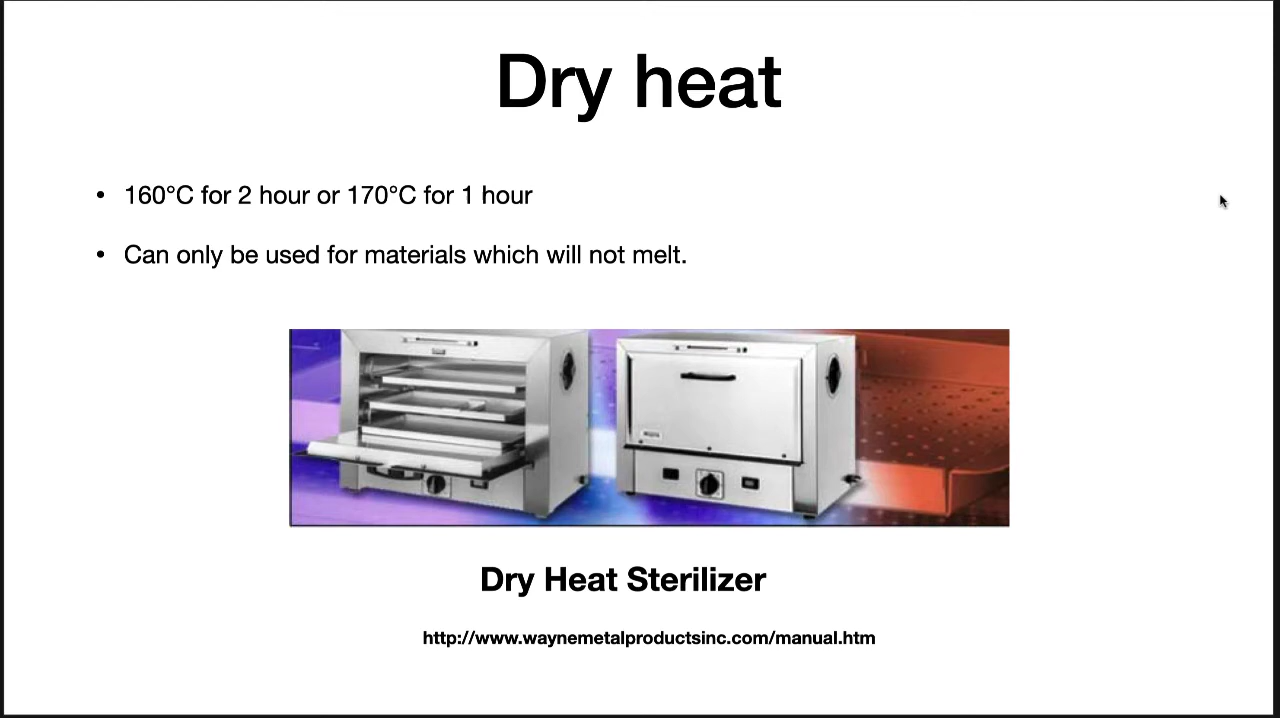 Dry heat
• 160°C for 2 hour or 170°C for 1 hour
• Can only be used for materials which will not melt.
Dry Heat Sterilizer
http://www.waynemetalproductsinc.com/manual.htm